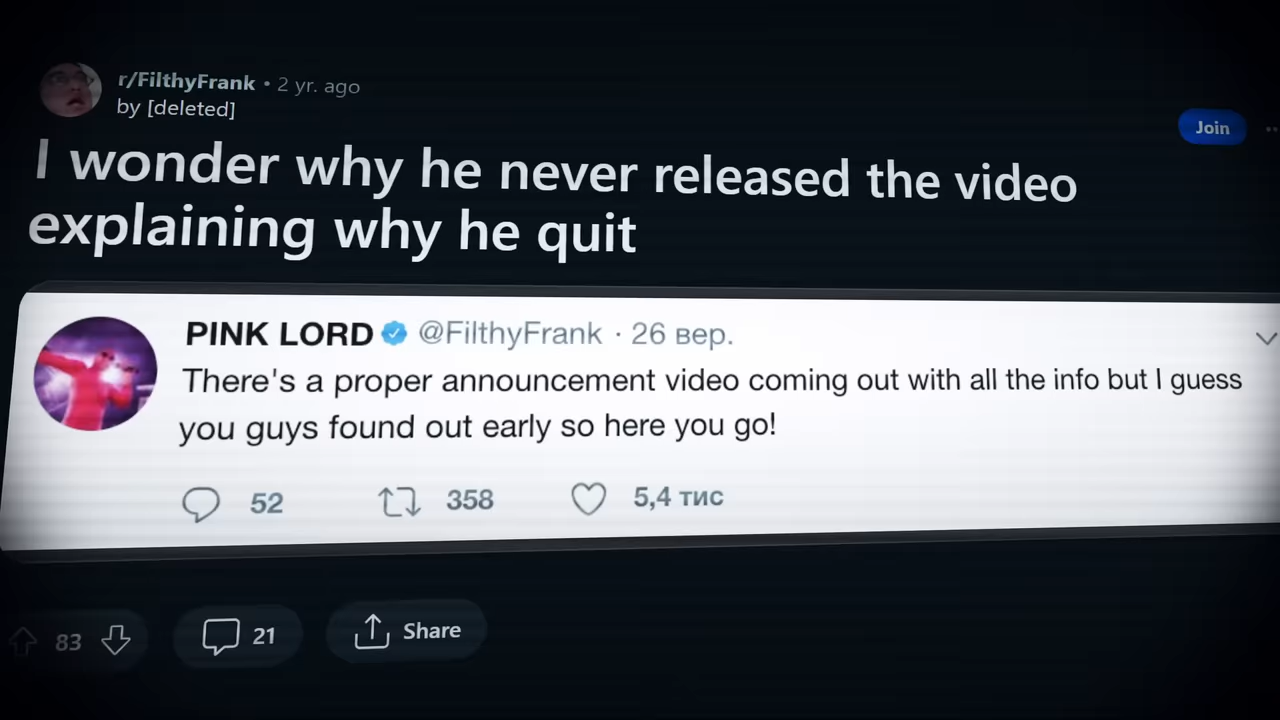 r/FilthyFrank • 2 yr. ago
by [deleted]
Join
I wonder why he never released the video
explaining why he quit
PINK LORD @FilthyFrank · 26 вер.
There's a proper announcement video coming out with all the info but I guess
you guys found out early so here you go!
52 358 5,4 тис
83 21 Share